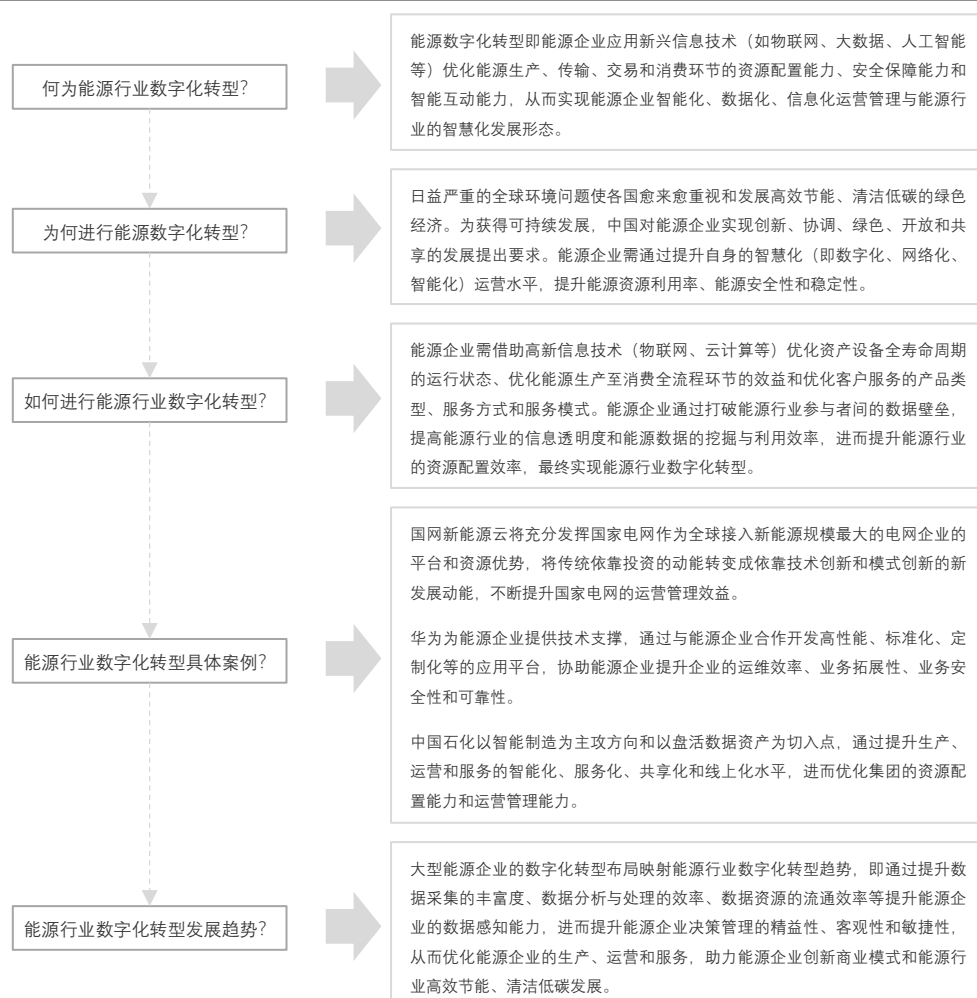 何为能源行业数字化转型？
能源数字化转型即能源企业应用新兴信息技术（如物联网、大数据、人工智能
等）优化能源生产、传输、交易和消费环节的资源配置能力、安全保障能力和
智能互动能力，从而实现能源企业智能化、数据化、信息化运营管理与能源行
业的智慧化发展形态。
为何进行能源数字化转型？
日益严重的全球环境问题使各国愈来愈重视和发展高效节能、清洁低碳的绿色
经济。为获得可持续发展，中国对能源企业实现创新、协调、绿色、开放和共
享的发展提出要求。能源企业需通过提升自身的智慧化（即数字化、网络化、
智能化）运营水平，提升能源资源利用率、能源安全性和稳定性。
如何进行能源行业数字化转型？
能源企业需借助高新信息技术（物联网、云计算等）优化资产设备全寿命周期
的运行状态、优化能源生产至消费全流程环节的效益和优化客户服务的产品类
型、服务方式和服务模式。能源企业通过打破能源行业参与者间的数据壁垒，
提高能源行业的信息透明度和能源数据的挖掘与利用效率，进而提升能源行业
的资源配置效率，最终实现能源行业数字化转型。
能源行业数字化转型具体案例？
国网新能源云将充分发挥国家电网作为全球接入新能源规模最大的电网企业的
平台和资源优势，将传统依靠投资的动能转变成依靠技术创新和模式创新的新
发展动能，不断提升国家电网的运营管理效益。
华为为能源企业提供技术支撑，通过与能源企业合作开发高性能、标准化、定
制化等的应用平台，协助能源企业提升企业的运维效率、业务拓展性、业务安
全性和可靠性。
中国石化以智能制造为主攻方向和以盘活数据资产为切入点，通过提升生产、
运营和服务的智能化、服务化、共享化和线上化水平，进而优化集团的资源配
置能力和运营管理能力。
能源行业数字化转型发展趋势？
大型能源企业的数字化转型布局映射能源行业数字化转型趋势，即通过提升数
据采集的丰富度、数据分析与处理的效率、数据资源的流通效率等提升能源企
业的数据感知能力，进而提升能源企业决策管理的精益性、客观性和敏捷性，
从而优化能源企业的生产、运营和服务，助力能源企业创新商业模式和能源行
业高效节能、清洁低碳发展。